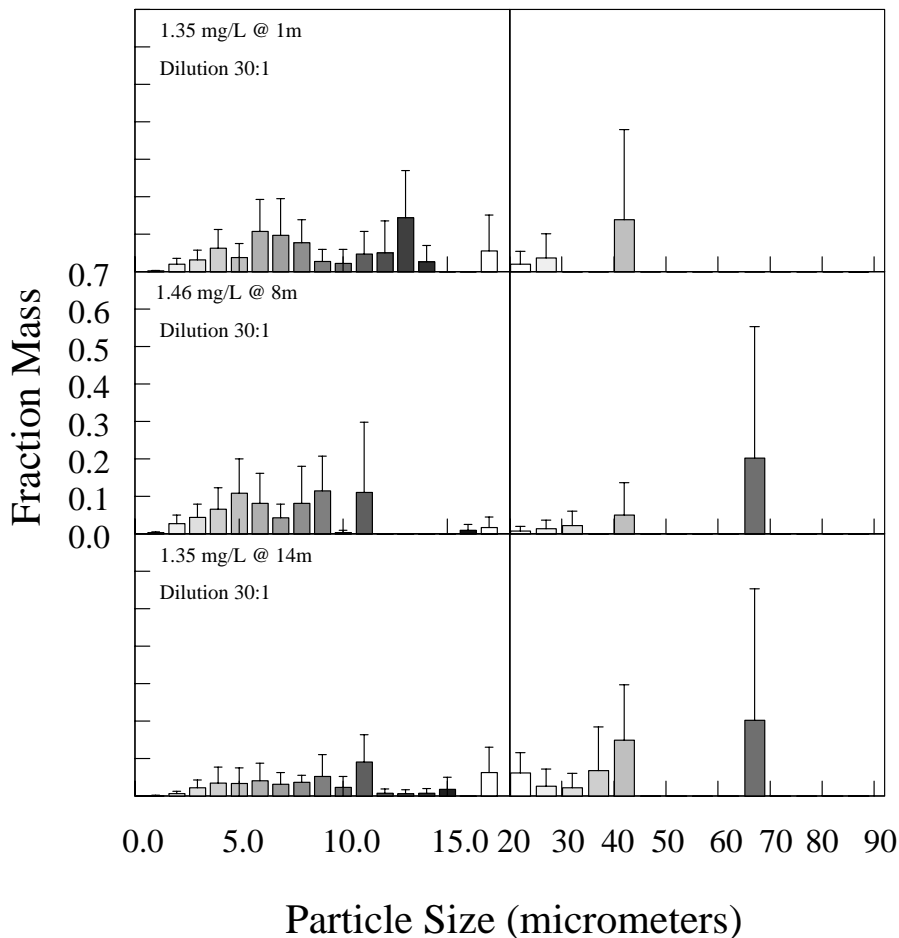 1.35 mg/L @ 1m
Dilution 30:1
0.7
1.46 mg/L @ 8m
0.6
Dilution 30:1
0.5
0.4
0.3
0.2
0.1
0.0
Fraction Mass
1.35 mg/L @ 14m
Dilution 30:1
0.0 5.0 10.0 15.0 20 30 40 50 60 70 80 90
Particle Size (micrometers)